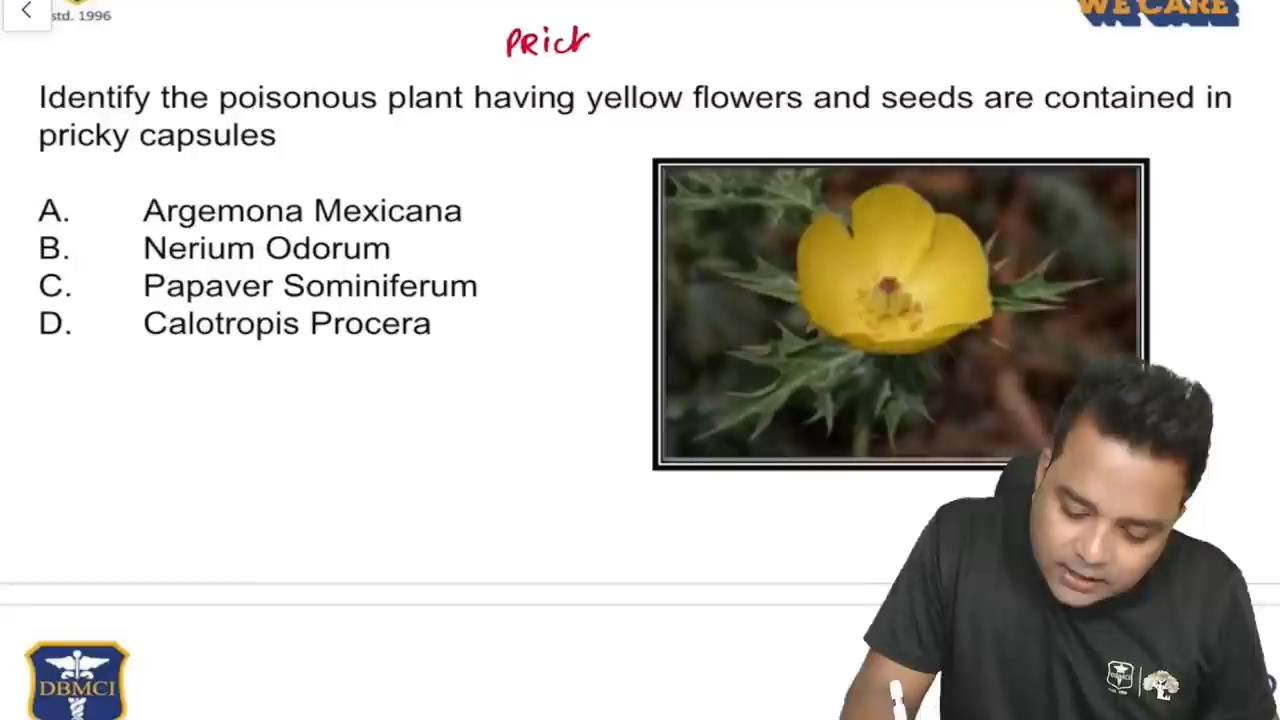 std. 1996
WE CARE
PRick
Identify the poisonous plant having yellow flowers and seeds are contained in
pricky capsules
A. Argemona Mexicana
B. Nerium Odorum
C. Papaver Sominiferum
D. Calotropis Procera
DBMCI